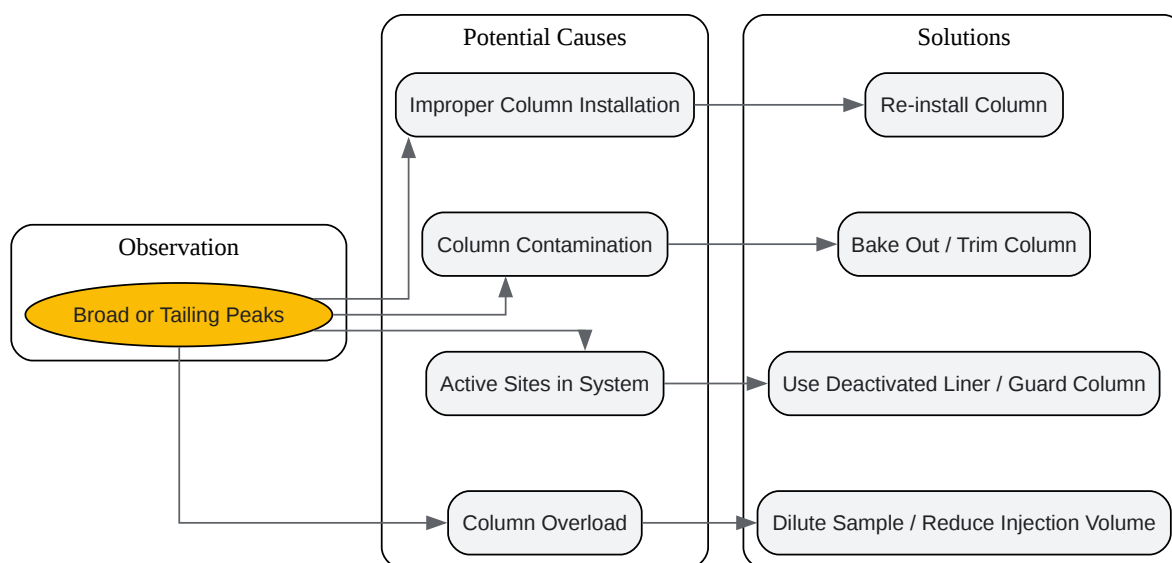 Potential Causes
Solutions
Improper Column Installation
Re-install Column
Observation
Column Contamination
Bake Out / Trim Column
Broad or Tailing Peaks
Active Sites in System
Use Deactivated Liner / Guard Column
Column Overload
Dilute Sample / Reduce Injection Volume